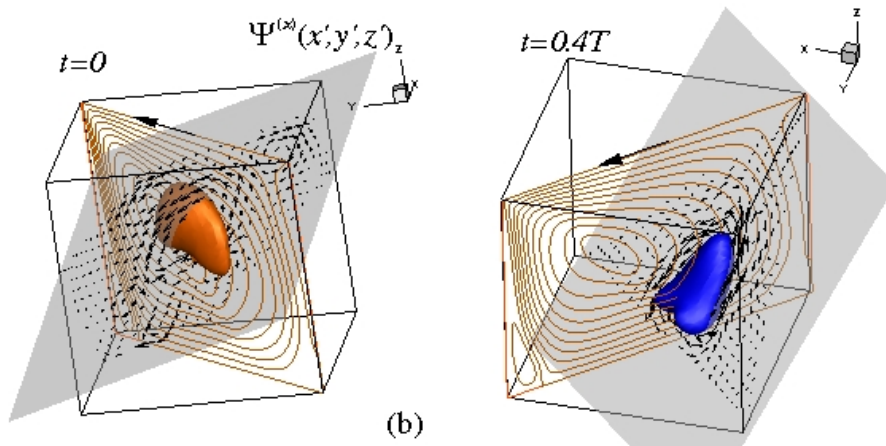 t=0
Ψ⁽ˣ⁾(x′,y′,z′)
Z
X
Y
t=0.4T
Z
X
Y
(b)